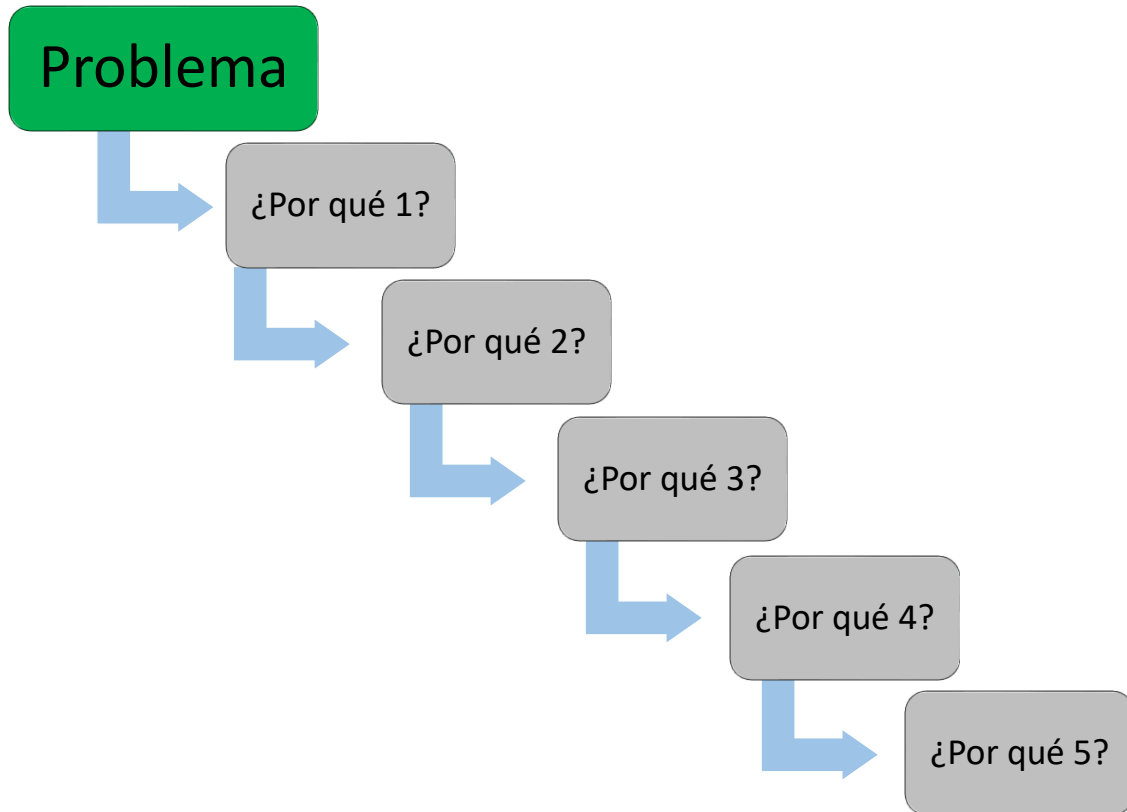 Problema
¿Por qué 1?
¿Por qué 2?
¿Por qué 3?
¿Por qué 4?
¿Por qué 5?